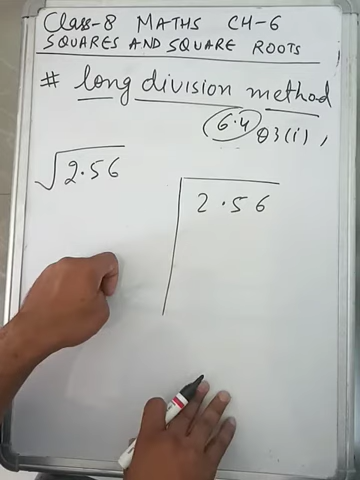 Class-8 MATHS CH-6
SQUARES AND SQUARE ROOTS
# long division method
6.4 Q3(i),
√2.56
2.56